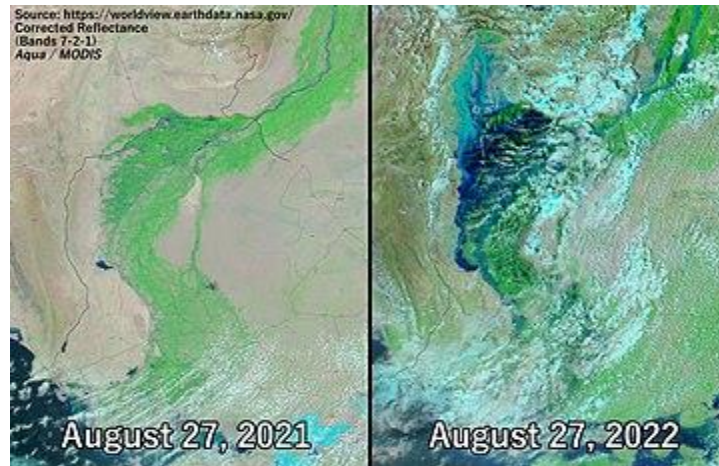 Source: https://worldview.earthdata.nasa.gov/
Corrected Reflectance
(Bands 7-2-1)
Aqua / MODIS
August 27, 2021
August 27, 2022